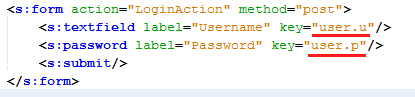 <s:form action="LoginAction" method="post">
<s:textfield label="Username" key="user.u"/>
<s:password label="Password" key="user.p"/>
<s:submit/>
</s:form>